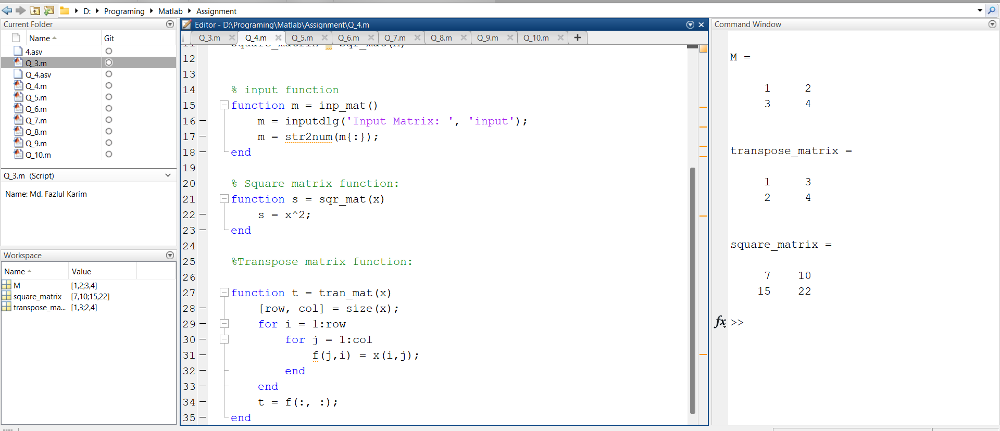 D: Programing Matlab Assignment
Current Folder
Name Git
4.asv
Q_3.m
Q_4.asv
Q_4.m
Q_5.m
Q_6.m
Q_7.m
Q_8.m
Q_9.m
Q_10.m
Q_3.m (Script)
Name: Md. Fazlul Karim
Workspace
Name Value
M [1,2;3,4]
square_matrix [7,10;15,22]
transpose_ma... [1,3;2,4]
Editor - D:\Programing\Matlab\Assignment\Q_4.m
Q_3.m Q_4.m Q_5.m Q_6.m Q_7.m Q_8.m Q_9.m Q_10.m
12
13
14 % input function
15 function m = inp_mat()
16 m = inputdlg('Input Matrix: ', 'input');
17 m = str2num(m{:});
18 end
19
20 % Square matrix function:
21 function s = sqr_mat(x)
22 s = x^2;
23 end
24
25 %Transpose matrix function:
26
27 function t = tran_mat(x)
28 [row, col] = size(x);
29 for i = 1:row
30 for j = 1:col
31 f(j,i) = x(i,j);
32 end
33 end
34 t = f(:, :);
35 end
Command Window
M =
1 2
3 4
transpose_matrix =
1 3
2 4
square_matrix =
7 10
15 22
fx >>